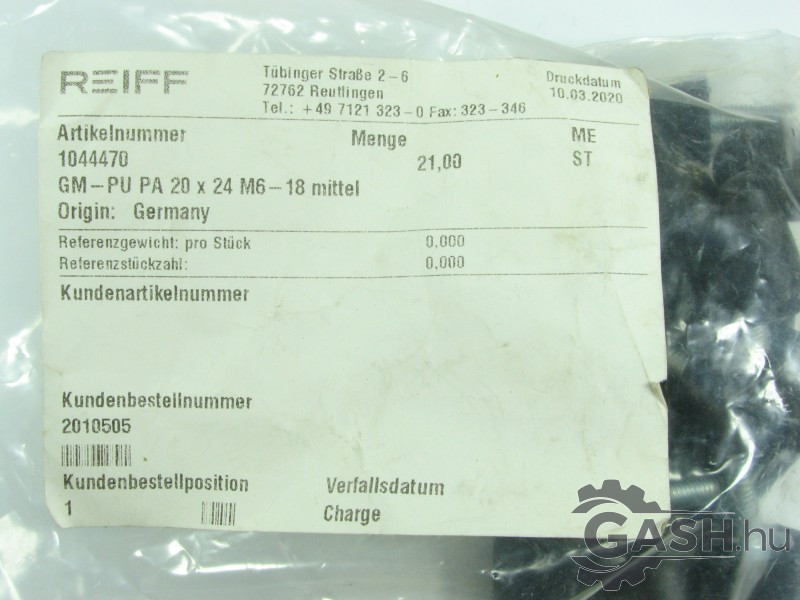 REIFF
Tübinger Straße 2-6
72762 Reutlingen
Tel.: +49 7121 323-0 Fax: 323-346
Druckdatum
10.03.2020
Artikelnummer Menge ME
1044470 21,00 ST
GM-PU PA 20 x 24 M6-18 mittel
Origin: Germany
Referenzgewicht: pro Stück 0,000
Referenzstückzahl: 0,000
Kundenartikelnummer
Kundenbestellnummer
2010505
Kundenbestellposition Verfallsdatum
1 Charge
GASH.hu